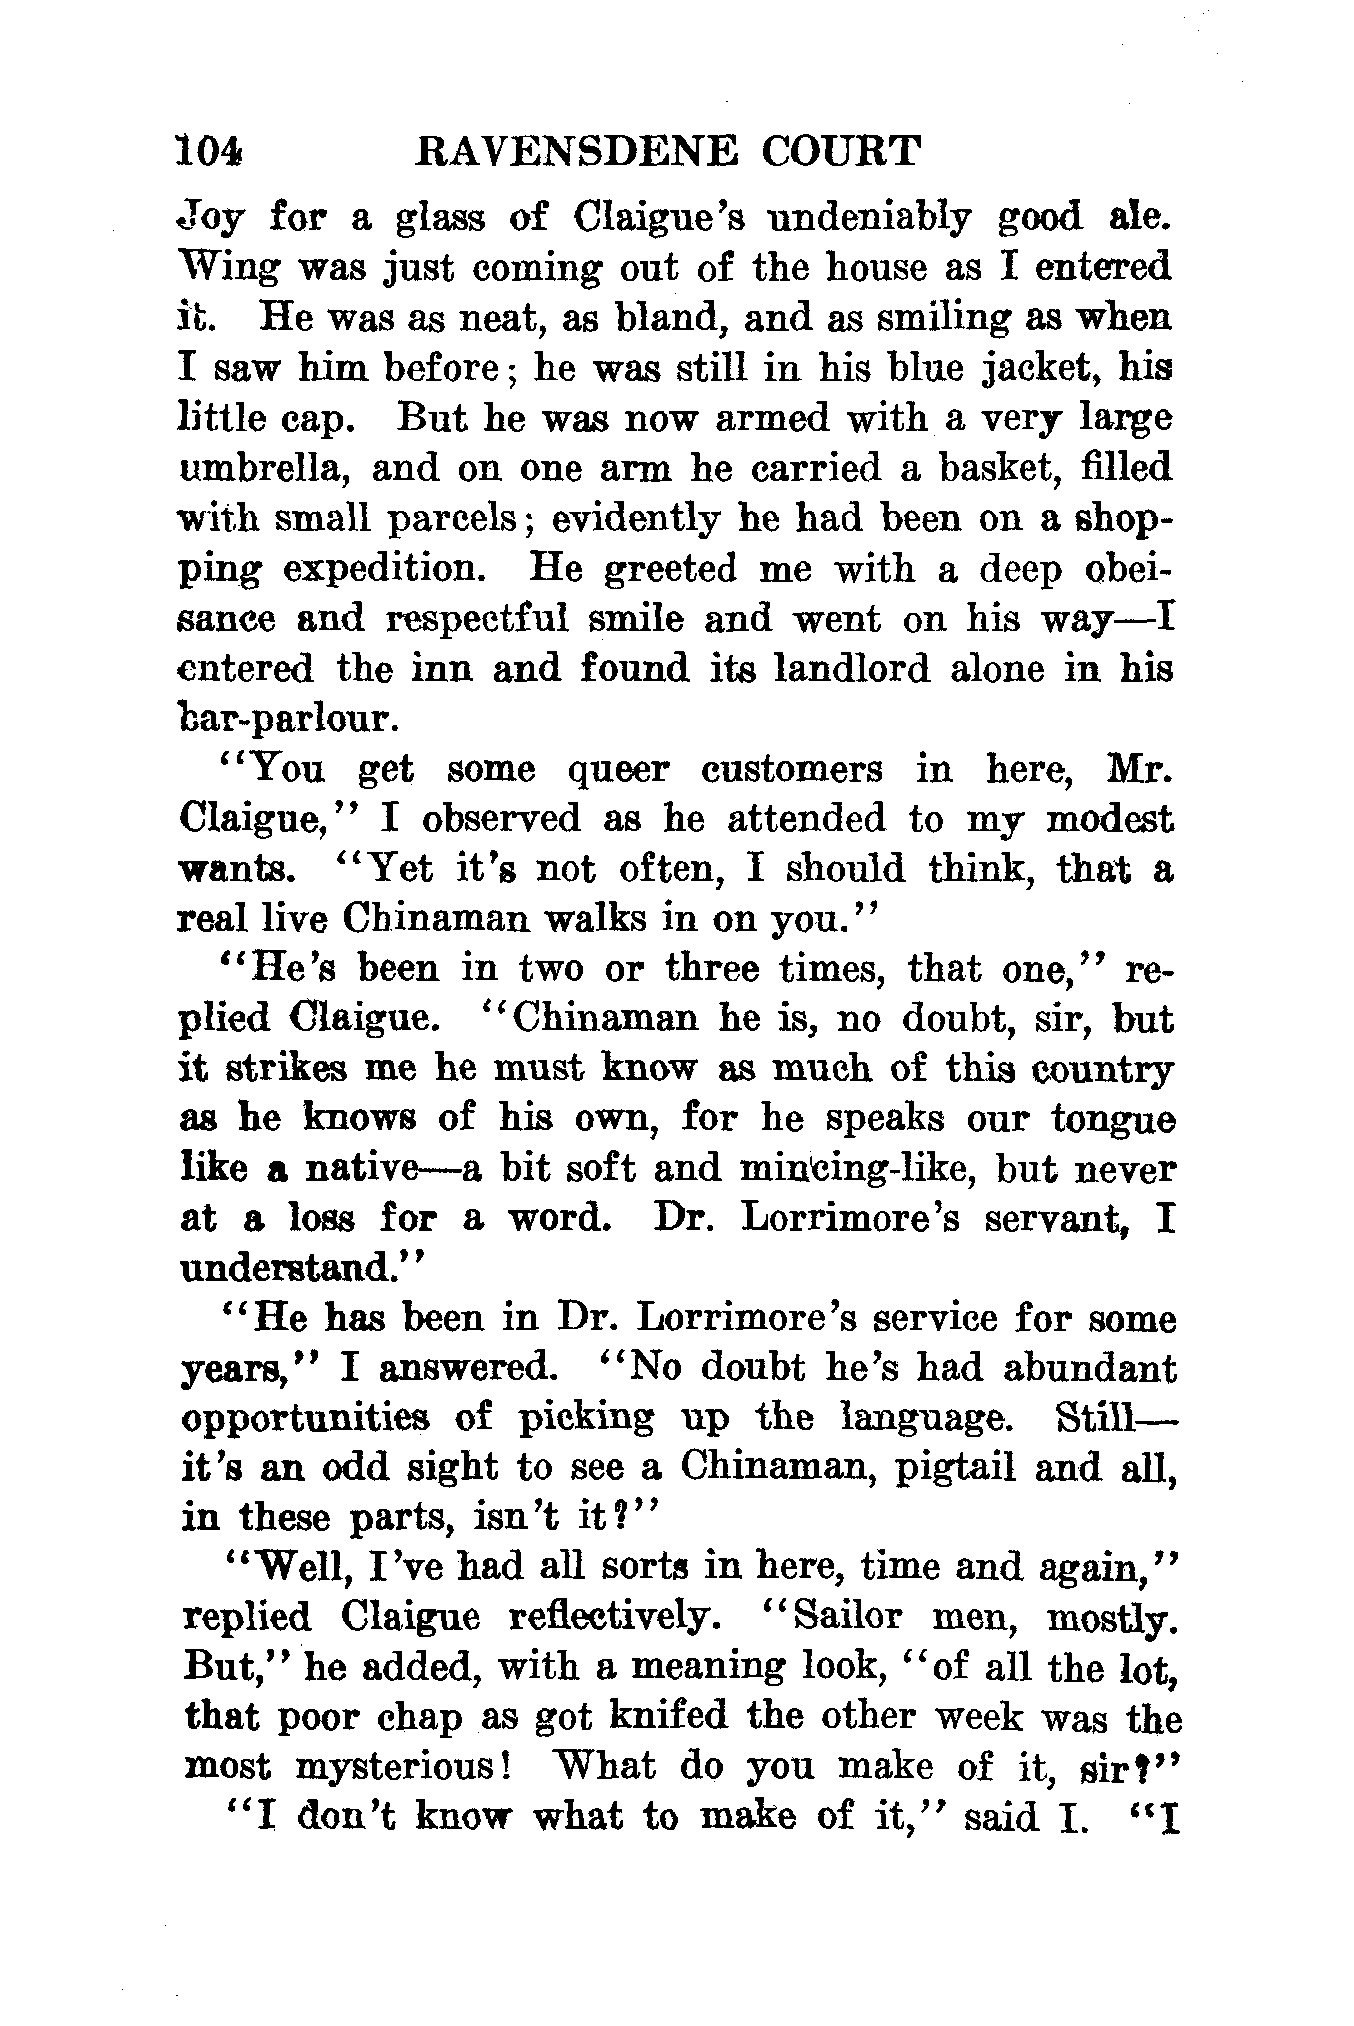 104 RAVENSDENE COURT
Joy for a glass of Claigue's undeniably good ale.
Wing was just coming out of the house as I entered
it. He was as neat, as bland, and as smiling as when
I saw him before; he was still in his blue jacket, his
little cap. But he was now armed with a very large
umbrella, and on one arm he carried a basket, filled
with small parcels; evidently he had been on a shop-
ping expedition. He greeted me with a deep obei-
sance and respectful smile and went on his way—I
entered the inn and found its landlord alone in his
bar-parlour.
"You get some queer customers in here, Mr.
Claigue," I observed as he attended to my modest
wants. "Yet it's not often, I should think, that a
real live Chinaman walks in on you."
"He's been in two or three times, that one," re-
plied Claigue. "Chinaman he is, no doubt, sir, but
it strikes me he must know as much of this country
as he knows of his own, for he speaks our tongue
like a native—a bit soft and mincing-like, but never
at a loss for a word. Dr. Lorrimore's servant, I
understand."
"He has been in Dr. Lorrimore's service for some
years," I answered. "No doubt he's had abundant
opportunities of picking up the language. Still—
it's an odd sight to see a Chinaman, pigtail and all,
in these parts, isn't it?"
"Well, I've had all sorts in here, time and again,"
replied Claigue reflectively. "Sailor men, mostly.
But," he added, with a meaning look, "of all the lot,
that poor chap as got knifed the other week was the
most mysterious! What do you make of it, sir?"
"I don't know what to make of it," said I. "I